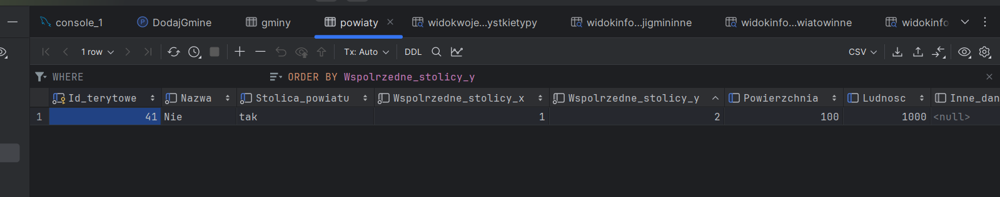 console_1 DodajGmine gminy powiaty widokwoje...ystkietypy widokinfo...jigmininne widokinfo...wiatowinne widokinfo
1 row Tx: Auto DDL CSV
WHERE ORDER BY Wspolrzedne_stolicy_y
Id_terytowe Nazwa Stolica_powiatu Wspolrzedne_stolicy_x Wspolrzedne_stolicy_y Powierzchnia Ludnosc Inne_dan
1 41 Nie tak 1 2 100 1000 <null>